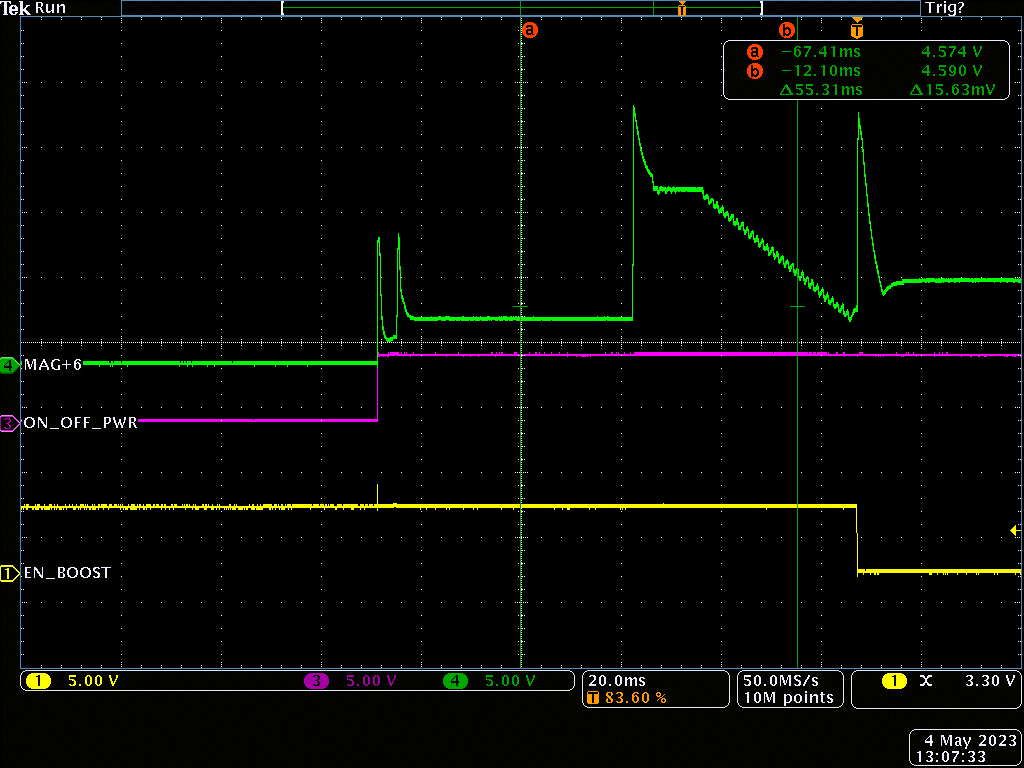 Tek Run Trig?
a b T
a −67.41ms 4.574 V
b −12.10ms 4.590 V
Δ55.31ms Δ15.63mV
4 MAG+6
3 ON_OFF_PWR
1 EN_BOOST
1 5.00 V 3 5.00 V 4 5.00 V 20.0ms 50.0MS/s 1 X 3.30 V
T 83.60 % 10M points
4 May 2023
13:07:33